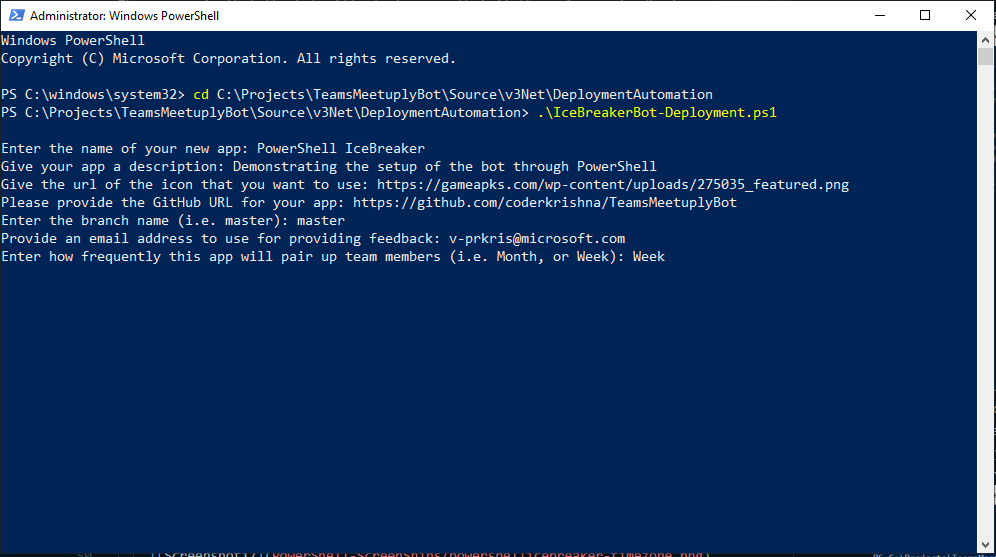 Administrator: Windows PowerShell
Windows PowerShell
Copyright (C) Microsoft Corporation. All rights reserved.
PS C:\windows\system32> cd C:\Projects\TeamsMeetuplyBot\Source\v3Net\DeploymentAutomation
PS C:\Projects\TeamsMeetuplyBot\Source\v3Net\DeploymentAutomation> .\IceBreakerBot-Deployment.ps1
Enter the name of your new app: PowerShell IceBreaker
Give your app a description: Demonstrating the setup of the bot through PowerShell
Give the url of the icon that you want to use: https://gameapks.com/wp-content/uploads/275035_featured.png
Please provide the GitHub URL for your app: https://github.com/coderkrishna/TeamsMeetuplyBot
Enter the branch name (i.e. master): master
Provide an email address to use for providing feedback: v-prkris@microsoft.com
Enter how frequently this app will pair up team members (i.e. Month, or Week): Week